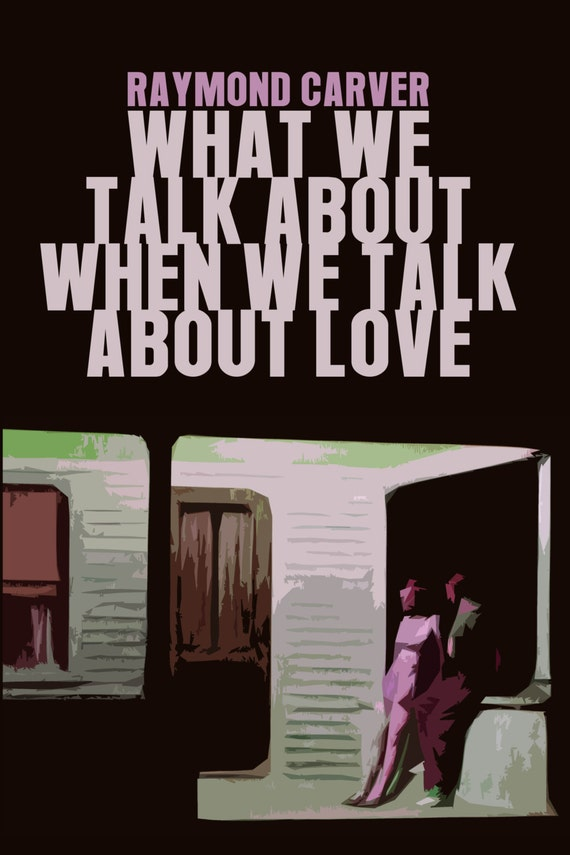 RAYMOND CARVER
WHAT WE
TALK ABOUT
WHEN WE TALK
ABOUT LOVE